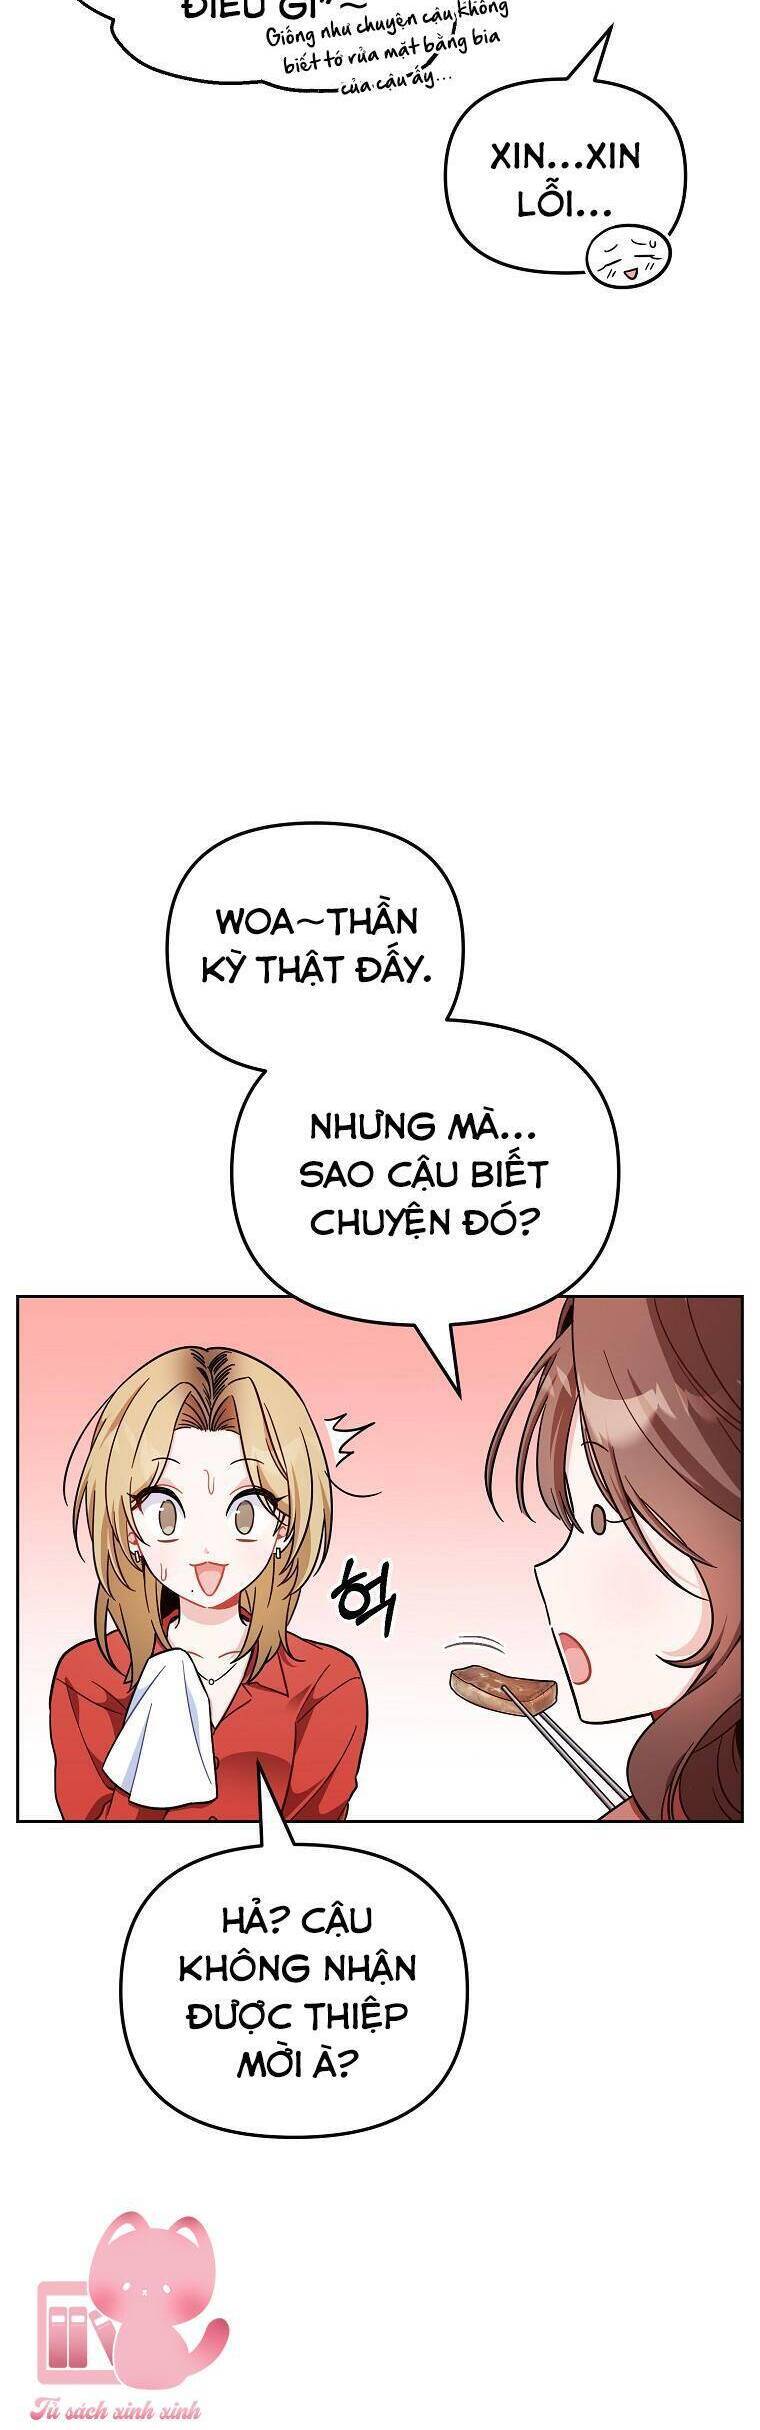 ĐIỀU GÌ"~
Giống như chuyện cậu không
biết tớ rửa mặt bằng bia
của cậu ấy...
XIN...XIN
LỖI...
WOA~THẦN
KỲ THẬT ĐẤY.
NHƯNG MÀ...
SAO CẬU BIẾT
CHUYỆN ĐÓ?
헉
HẢ? CẬU
KHÔNG NHẬN
ĐƯỢC THIỆP
MỜI À?
Tủ sách xinh xinh